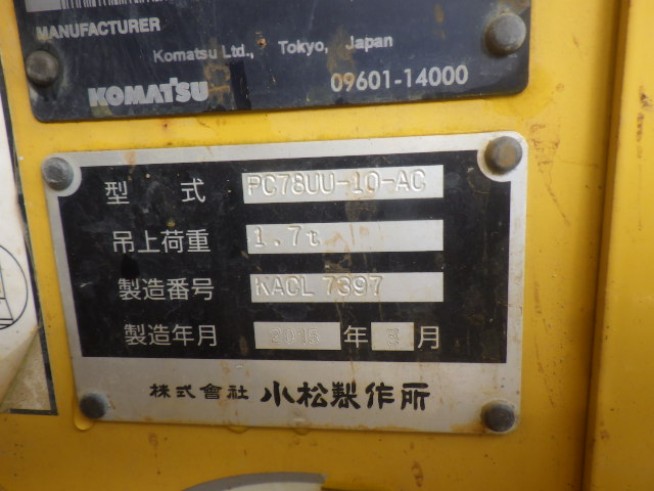 MANUFACTURER
Komatsu Ltd., Tokyo, Japan
KOMATSU 09601-14000
型 式 PC78UU-10-AC
吊上荷重 1.7t
製造番号 KACL 7397
製造年月 年 月
株式會社 小松製作所